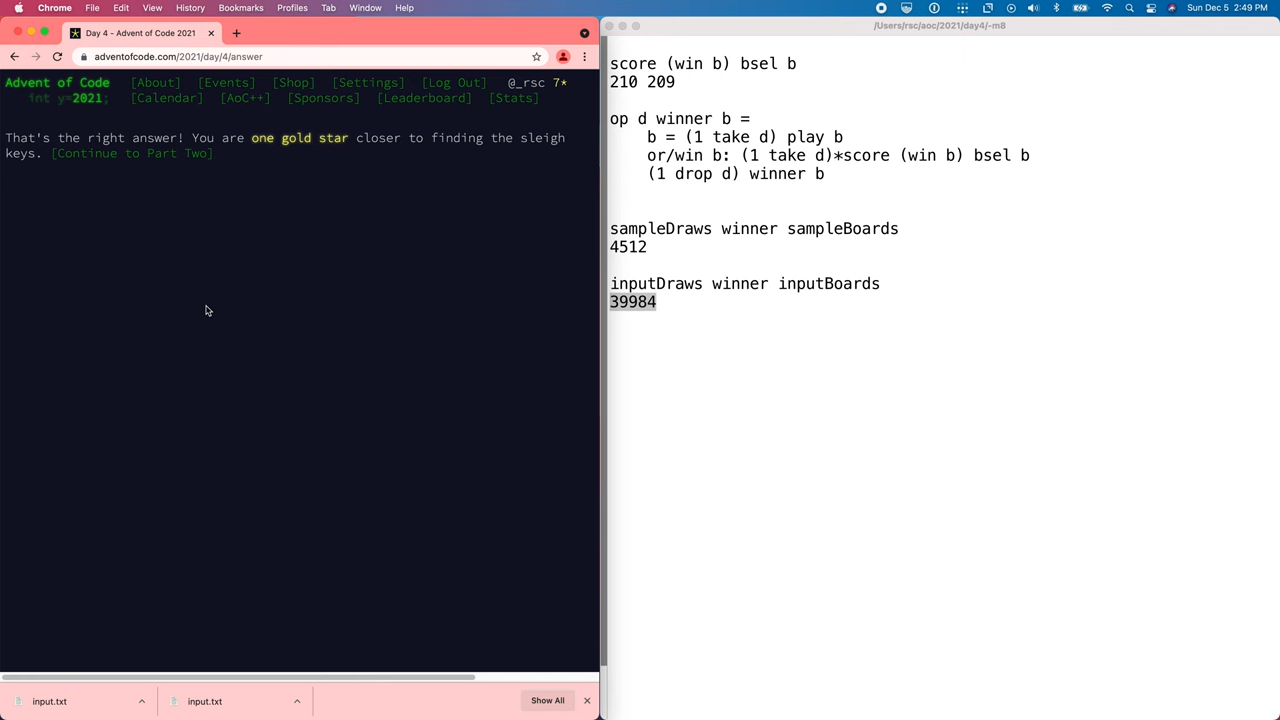 Chrome File Edit View History Bookmarks Profiles Tab Window Help
Sun Dec 5 2:49 PM
Day 4 - Advent of Code 2021
adventofcode.com/2021/day/4/answer
Advent of Code [About] [Events] [Shop] [Settings] [Log Out] @_rsc 7*
int y=2021; [Calendar] [AoC++] [Sponsors] [Leaderboard] [Stats]
That's the right answer! You are one gold star closer to finding the sleigh
keys. [Continue to Part Two]
input.txt
input.txt
Show All
/Users/rsc/aoc/2021/day4/-m8
score (win b) bsel b
210 209
op d winner b =
b = (1 take d) play b
or/win b: (1 take d)*score (win b) bsel b
(1 drop d) winner b
sampleDraws winner sampleBoards
4512
inputDraws winner inputBoards
39984